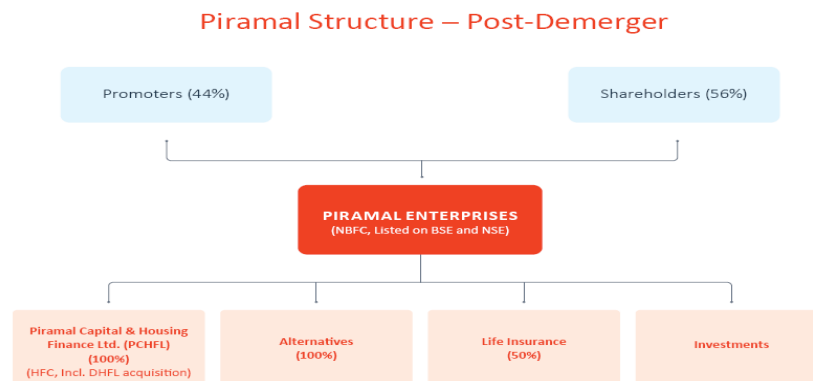 Piramal Structure – Post-Demerger
Promoters (44%)
Shareholders (56%)
PIRAMAL ENTERPRISES
(NBFC, Listed on BSE and NSE)
Piramal Capital & Housing
Finance Ltd. (PCHFL)
(100%)
(HFC, Incl. DHFL acquisition)
Alternatives
(100%)
Life Insurance
(50%)
Investments